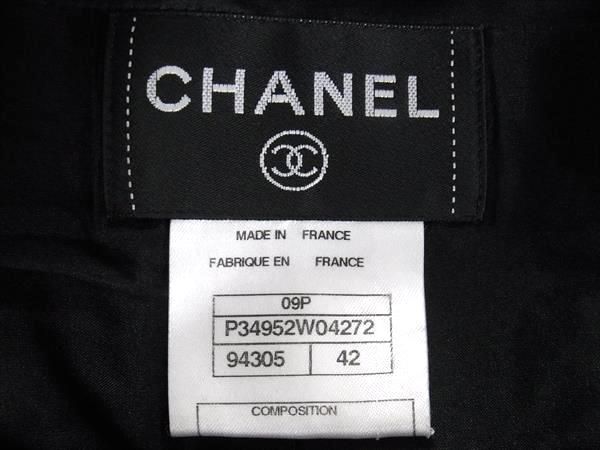 CHANEL
MADE IN FRANCE
FABRIQUE EN FRANCE
09P
P34952W04272
94305 42
COMPOSITION